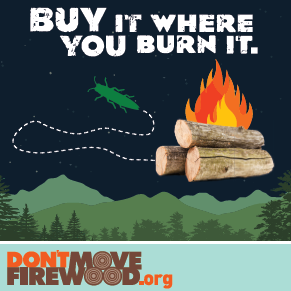 BUY IT WHERE
YOU BURN IT.
DON'T MOVE
FIREWOOD.org